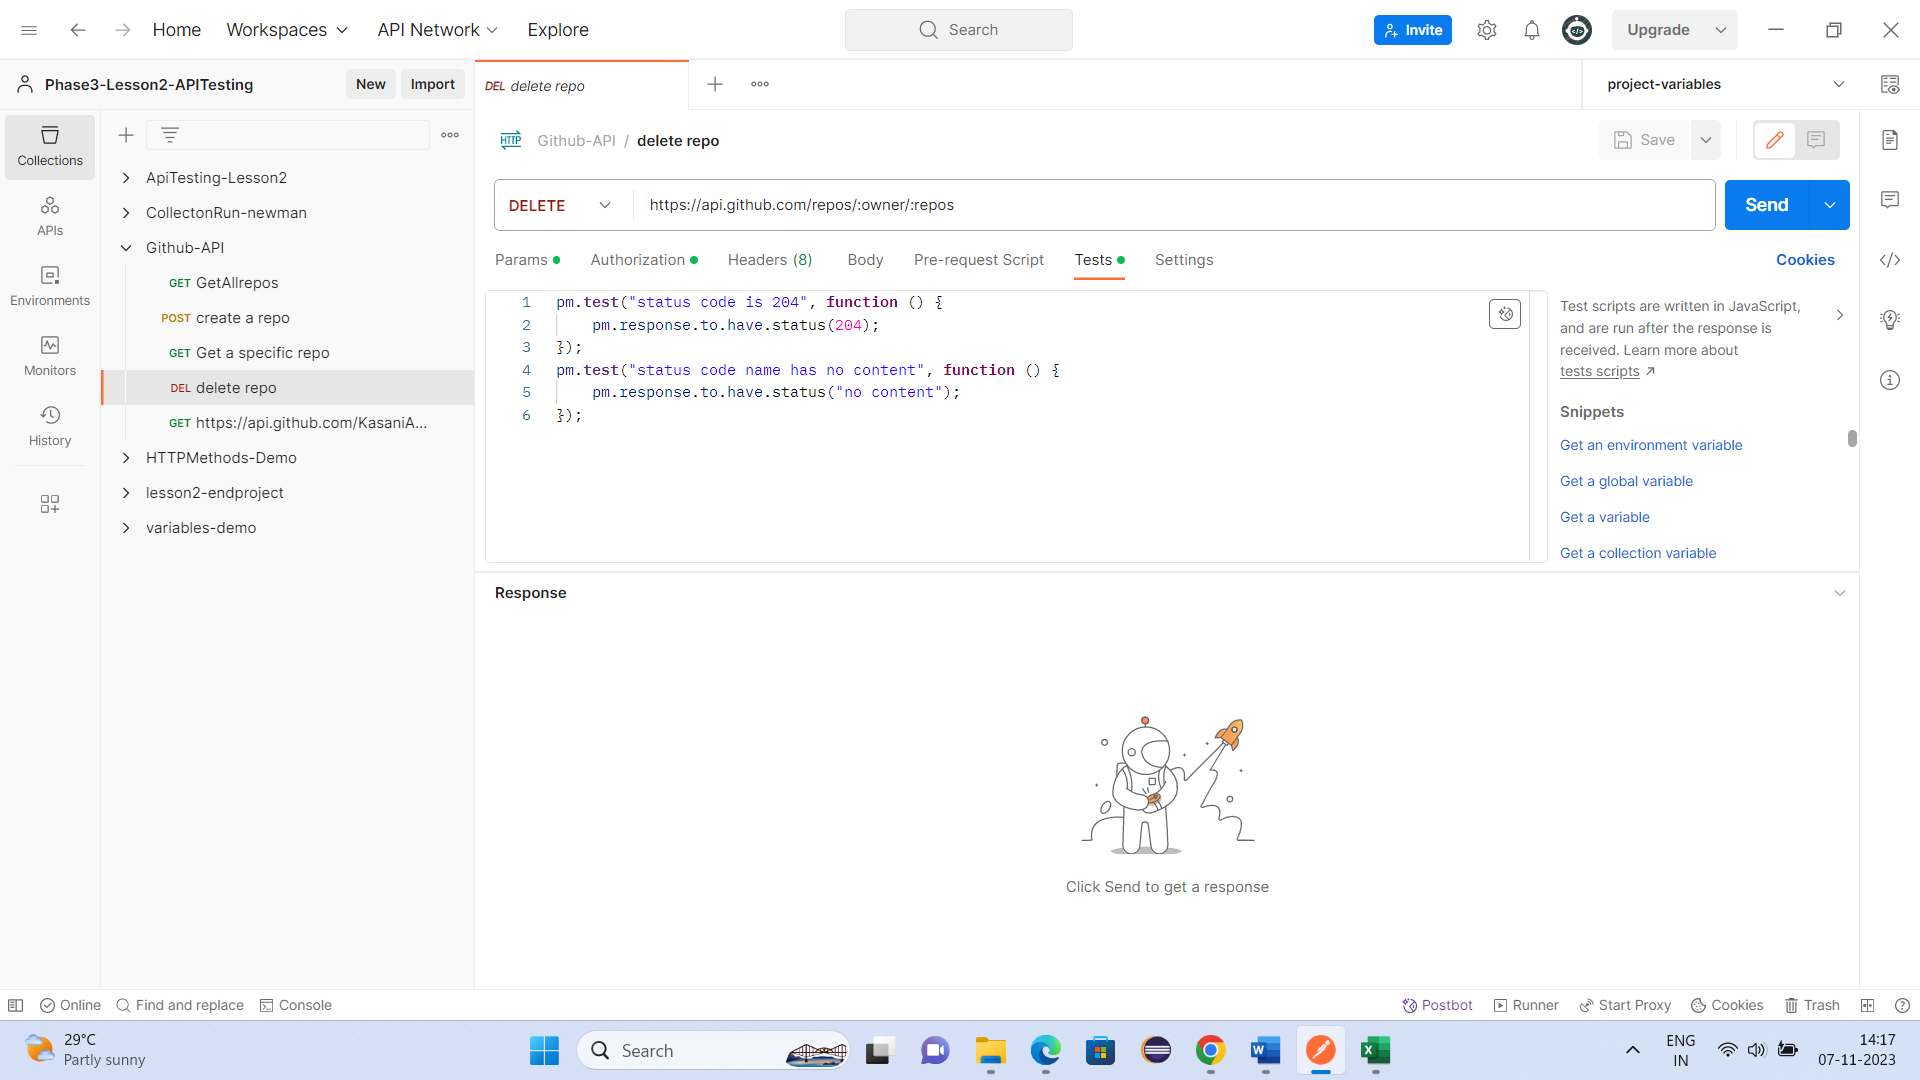 Home Workspaces API Network Explore Search Invite Upgrade
Phase3-Lesson2-APITesting New Import DEL delete repo project-variables
Collections
APIs
Environments
Monitors
History
ApiTesting-Lesson2
CollectonRun-newman
Github-API
GET GetAllrepos
POST create a repo
GET Get a specific repo
DEL delete repo
GET https://api.github.com/KasaniA...
HTTPMethods-Demo
lesson2-endproject
variables-demo
HTTP Github-API / delete repo Save
DELETE https://api.github.com/repos/:owner/:repos Send
Params Authorization Headers (8) Body Pre-request Script Tests Settings Cookies
1 pm.test("status code is 204", function () {
2 pm.response.to.have.status(204);
3 });
4 pm.test("status code name has no content", function () {
5 pm.response.to.have.status("no content");
6 });
Test scripts are written in JavaScript,
and are run after the response is
received. Learn more about
tests scripts
Snippets
Get an environment variable
Get a global variable
Get a variable
Get a collection variable
Response
Click Send to get a response
Online Find and replace Console Postbot Runner Start Proxy Cookies Trash
29°C
Partly sunny
Search
ENG
IN
14:17
07-11-2023